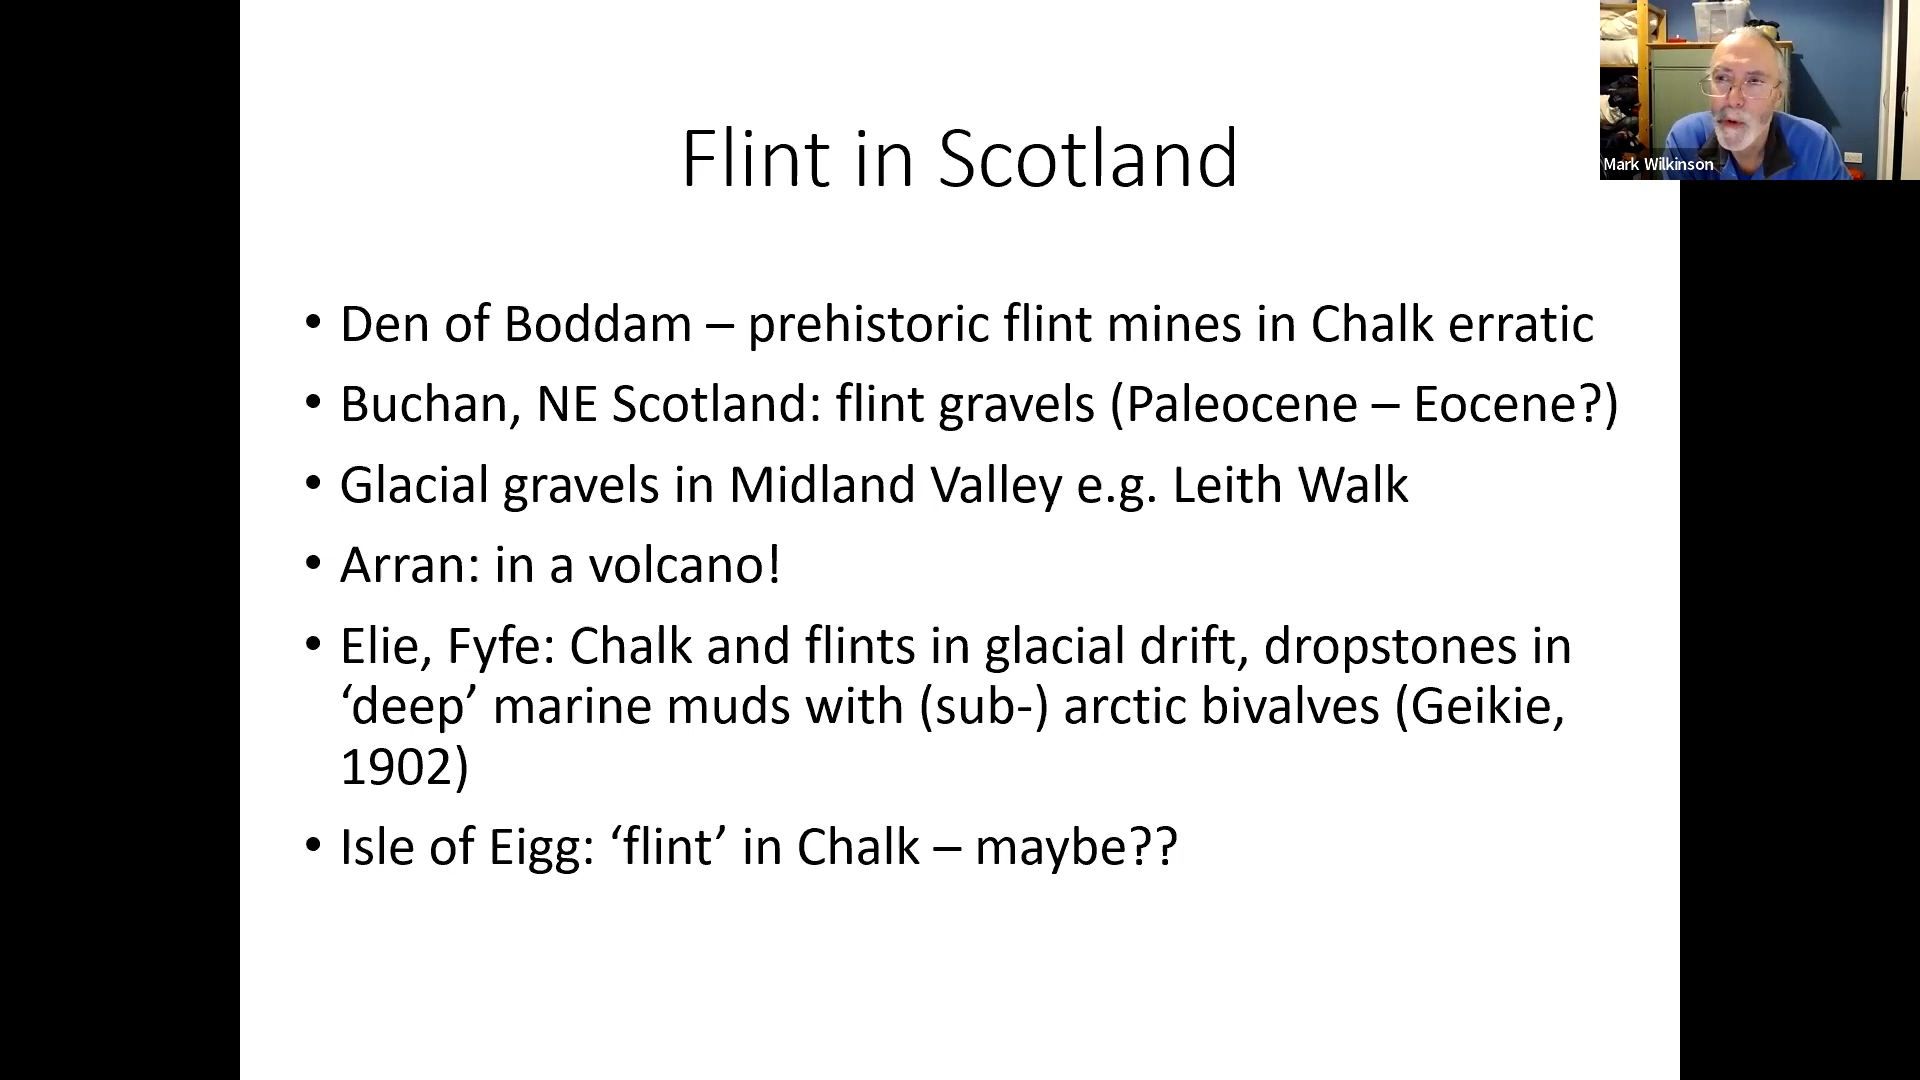 Flint in Scotland
• Den of Boddam – prehistoric flint mines in Chalk erratic
• Buchan, NE Scotland: flint gravels (Paleocene – Eocene?)
• Glacial gravels in Midland Valley e.g. Leith Walk
• Arran: in a volcano!
• Elie, Fyfe: Chalk and flints in glacial drift, dropstones in
‘deep’ marine muds with (sub-) arctic bivalves (Geikie,
1902)
• Isle of Eigg: ‘flint’ in Chalk – maybe??
Mark Wilkinson